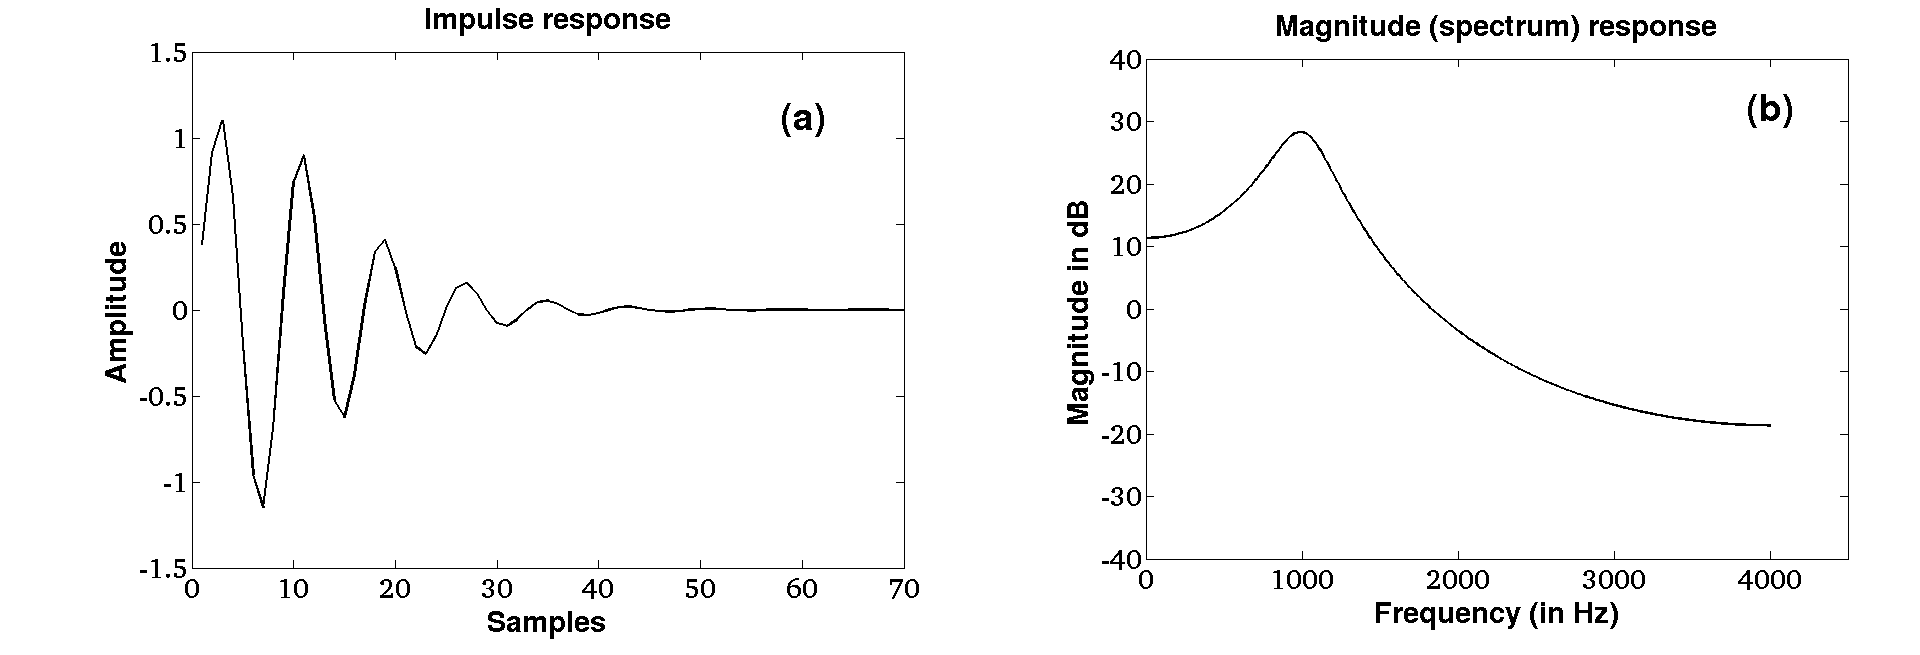 Impulse response
(a)
1.5
1
0.5
0
-0.5
-1
-1.5
Amplitude
0 10 20 30 40 50 60 70
Samples
Magnitude (spectrum) response
(b)
40
30
20
10
0
-10
-20
-30
-40
Magnitude in dB
0 1000 2000 3000 4000
Frequency (in Hz)